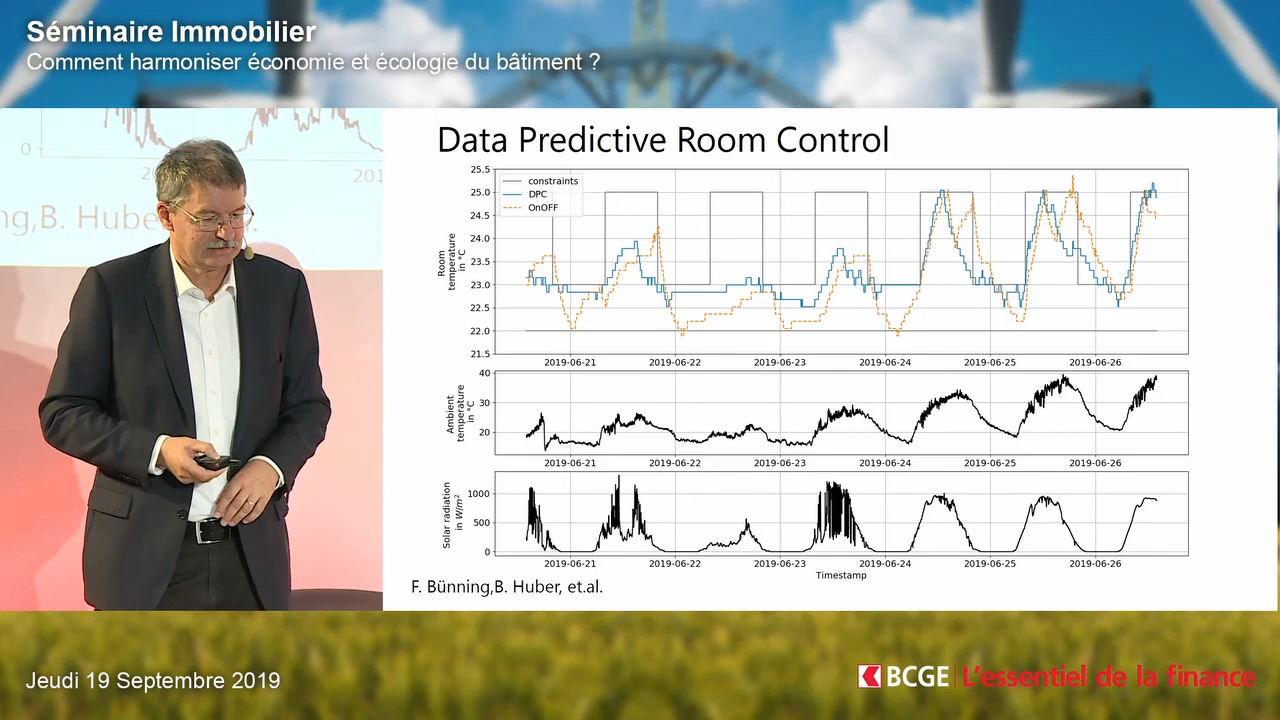 Séminaire Immobilier
Comment harmoniser économie et écologie du bâtiment ?
0
20
201
ng,B. Hube
Data Predictive Room Control
25.5
25.0
24.5
24.0
23.5
23.0
22.5
22.0
21.5
Room
temperature
in °C
constraints
DPC
OnOFF
2019-06-21
2019-06-22
2019-06-23
2019-06-24
2019-06-25
2019-06-26
40
30
20
Ambient
temperature
in °C
2019-06-21
2019-06-22
2019-06-23
2019-06-24
2019-06-25
2019-06-26
1000
500
0
Solar radiation
in W/m²
2019-06-21
2019-06-22
2019-06-23
2019-06-24
2019-06-25
2019-06-26
Timestamp
F. Bünning,B. Huber, et.al.
Jeudi 19 Septembre 2019
BCGE L'essentiel de la finance